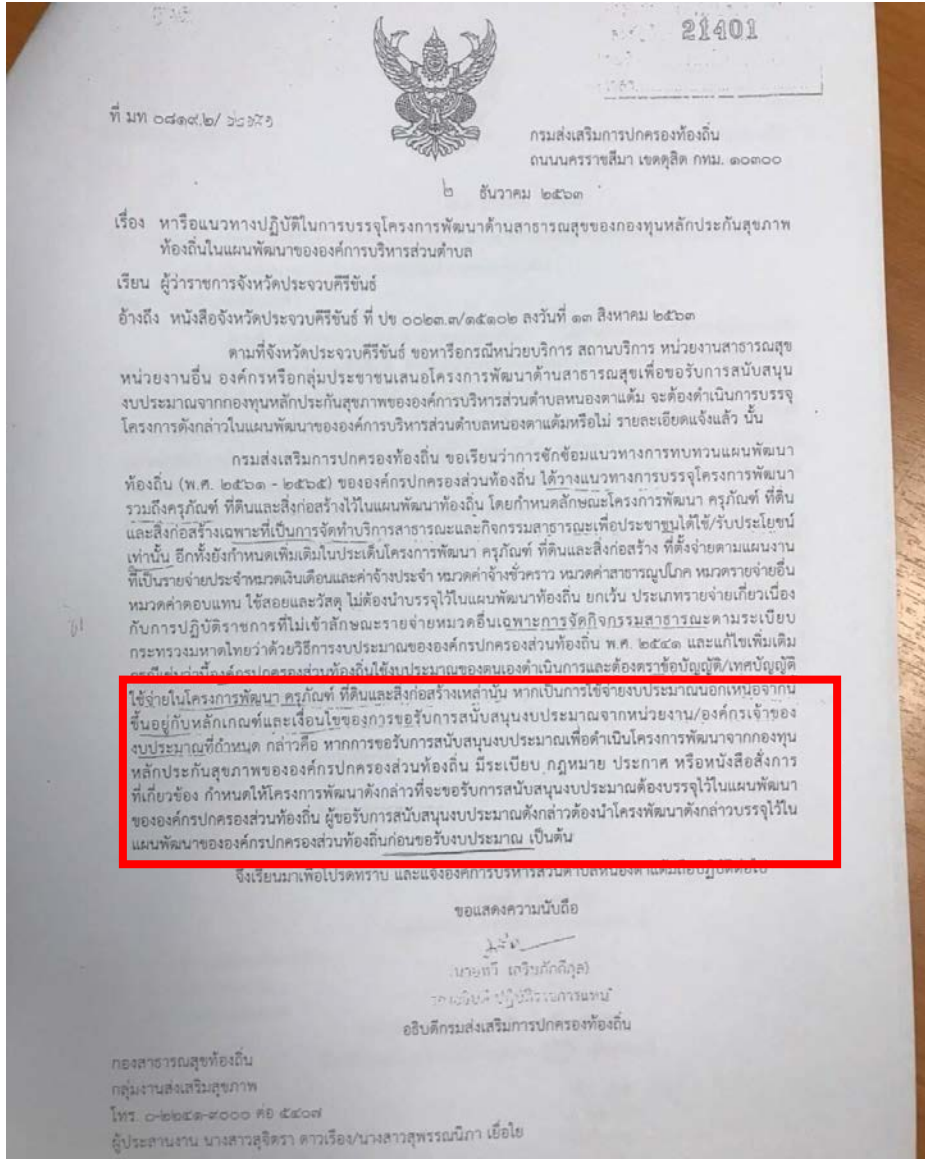 21401
ที่ มท ๐๘๑๙.๒/
กรมส่งเสริมการปกครองท้องถิ่น
ถนนนครราชสีมา เขตดุสิต กทม. ๑๐๓๐๐
๒ ธันวาคม ๒๕๖๓
เรื่อง หารือแนวทางปฏิบัติในการบรรจุโครงการพัฒนาด้านสาธารณสุขของกองทุนหลักประกันสุขภาพ
ท้องถิ่นในแผนพัฒนาขององค์การบริหารส่วนตำบล
เรียน ผู้ว่าราชการจังหวัดประจวบคีรีขันธ์
อ้างถึง หนังสือจังหวัดประจวบคีรีขันธ์ ที่ ปข ๐๐๒๓.๓/๑๕๑๐๒ ลงวันที่ ๑๓ สิงหาคม ๒๕๖๓
ตามที่จังหวัดประจวบคีรีขันธ์ ขอหารือกรณีหน่วยบริการ สถานบริการ หน่วยงานสาธารณสุข
หน่วยงานอื่น องค์กรหรือกลุ่มประชาชนเสนอโครงการพัฒนาด้านสาธารณสุขเพื่อขอรับการสนับสนุน
งบประมาณจากกองทุนหลักประกันสุขภาพขององค์การบริหารส่วนตำบลหนองตาแต้ม จะต้องดำเนินการบรรจุ
โครงการดังกล่าวในแผนพัฒนาขององค์การบริหารส่วนตำบลหนองตาแต้มหรือไม่ รายละเอียดแจ้งแล้ว นั้น
กรมส่งเสริมการปกครองท้องถิ่น ขอเรียนว่าการซักซ้อมแนวทางการทบทวนแผนพัฒนา
ท้องถิ่น (พ.ศ. ๒๕๖๑ - ๒๕๖๕) ขององค์กรปกครองส่วนท้องถิ่น ได้วางแนวทางการบรรจุโครงการพัฒนา
รวมถึงครุภัณฑ์ ที่ดินและสิ่งก่อสร้างไว้ในแผนพัฒนาท้องถิ่น โดยกำหนดลักษณะโครงการพัฒนา ครุภัณฑ์ ที่ดิน
และสิ่งก่อสร้างเฉพาะที่เป็นการจัดทำบริการสาธารณะและกิจกรรมสาธารณะเพื่อประชาชนได้ใช้/รับประโยชน์
เท่านั้น อีกทั้งยังกำหนดเพิ่มเติมในประเด็นโครงการพัฒนา ครุภัณฑ์ ที่ดินและสิ่งก่อสร้าง ที่ตั้งจ่ายตามแผนงาน
ที่เป็นรายจ่ายประจำหมวดเงินเดือนและค่าจ้างประจำ หมวดค่าจ้างชั่วคราว หมวดค่าสาธารณูปโภค หมวดรายจ่ายอื่น
หมวดค่าตอบแทน ใช้สอยและวัสดุ ไม่ต้องนำบรรจุไว้ในแผนพัฒนาท้องถิ่น ยกเว้น ประเภทรายจ่ายเกี่ยวเนื่อง
กับการปฏิบัติราชการที่ไม่เข้าลักษณะรายจ่ายหมวดอื่นเฉพาะการจัดกิจกรรมสาธารณะตามระเบียบ
กระทรวงมหาดไทยว่าด้วยวิธีการงบประมาณขององค์กรปกครองส่วนท้องถิ่น พ.ศ. ๒๕๔๑ และแก้ไขเพิ่มเติม
กรณีเช่นว่านี้องค์กรปกครองส่วนท้องถิ่นใช้งบประมาณของตนเองดำเนินการและต้องตราข้อบัญญัติ/เทศบัญญัติ
ใช้จ่ายในโครงการพัฒนา ครุภัณฑ์ ที่ดินและสิ่งก่อสร้างเหล่านั้น หากเป็นการใช้จ่ายงบประมาณนอกเหนือจากนี้
ขึ้นอยู่กับหลักเกณฑ์และเงื่อนไขของการขอรับการสนับสนุนงบประมาณจากหน่วยงาน/องค์กรเจ้าของ
งบประมาณที่กำหนด กล่าวคือ หากการขอรับการสนับสนุนงบประมาณเพื่อดำเนินโครงการพัฒนาจากกองทุน
หลักประกันสุขภาพขององค์กรปกครองส่วนท้องถิ่น มีระเบียบ กฎหมาย ประกาศ หรือหนังสือสั่งการ
ที่เกี่ยวข้อง กำหนดให้โครงการพัฒนาดังกล่าวที่จะขอรับการสนับสนุนงบประมาณต้องบรรจุไว้ในแผนพัฒนา
ขององค์กรปกครองส่วนท้องถิ่น ผู้ขอรับการสนับสนุนงบประมาณดังกล่าวต้องนำโครงพัฒนาดังกล่าวบรรจุไว้ใน
แผนพัฒนาขององค์กรปกครองส่วนท้องถิ่นก่อนขอรับงบประมาณ เป็นต้น
จึงเรียนมาเพื่อโปรดทราบ และแจ้งองค์การบริหารส่วนตำบลหนองตาแต้มถือปฏิบัติต่อไป
ขอแสดงความนับถือ
อธิบดีกรมส่งเสริมการปกครองท้องถิ่น
กองสาธารณสุขท้องถิ่น
กลุ่มงานส่งเสริมสุขภาพ
โทร. ๐-๒๒๔๑-๙๐๐๐ ต่อ ๕๔๐๗
ผู้ประสานงาน นางสาวสุจิตรา ดาวเรือง/นางสาวสุพรรณนิภา เยื่อใย